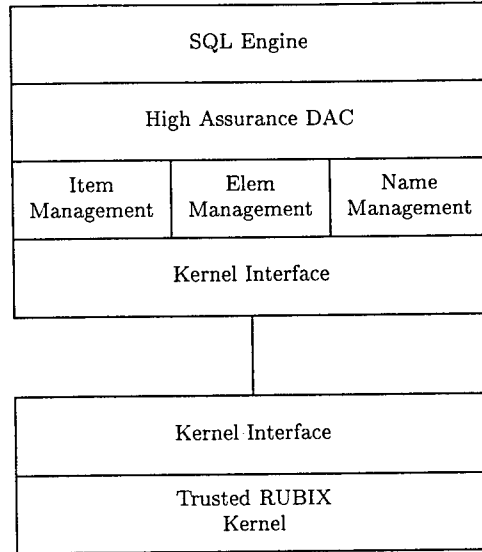 SQL Engine
High Assurance DAC
Item
Management
Elem
Management
Name
Management
Kernel Interface
Kernel Interface
Trusted RUBIX
Kernel